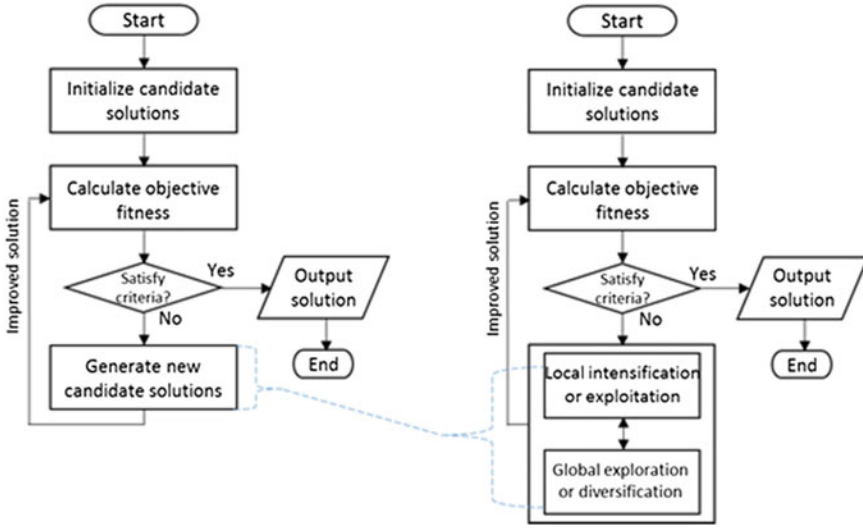 Start
Initialize candidate
solutions
Calculate objective
fitness
Improved solution
Satisfy
criteria?
Yes
No
Output
solution
End
Generate new
candidate solutions
Start
Initialize candidate
solutions
Calculate objective
fitness
Improved solution
Satisfy
criteria?
Yes
No
Output
solution
End
Local intensification
or exploitation
Global exploration
or diversification